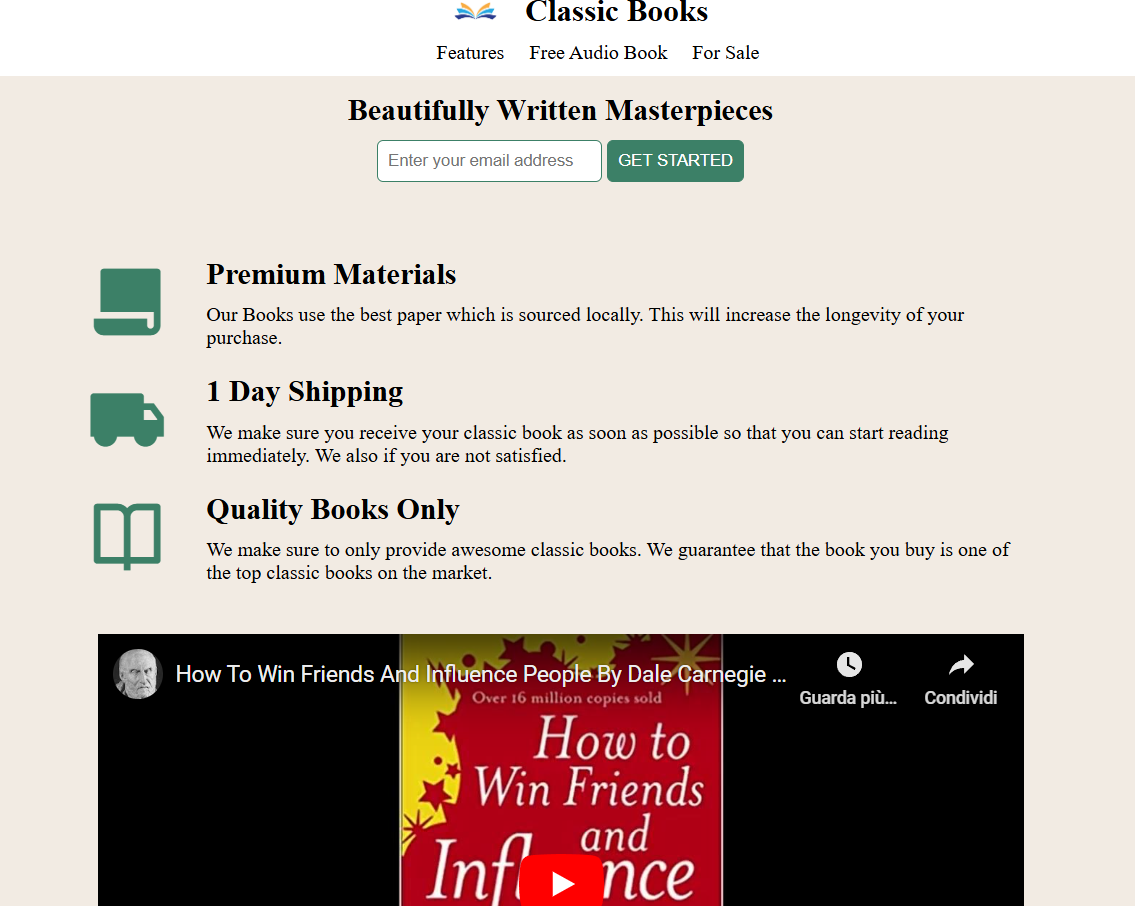 Classic Books
Features Free Audio Book For Sale
Beautifully Written Masterpieces
Enter your email address GET STARTED
Premium Materials
Our Books use the best paper which is sourced locally. This will increase the longevity of your
purchase.
1 Day Shipping
We make sure you receive your classic book as soon as possible so that you can start reading
immediately. We also if you are not satisfied.
Quality Books Only
We make sure to only provide awesome classic books. We guarantee that the book you buy is one of
the top classic books on the market.
How To Win Friends And Influence People By Dale Carnegie ...
Guarda più... Condividi
Over 16 million copies sold
How to
Win Friends
and
Influence